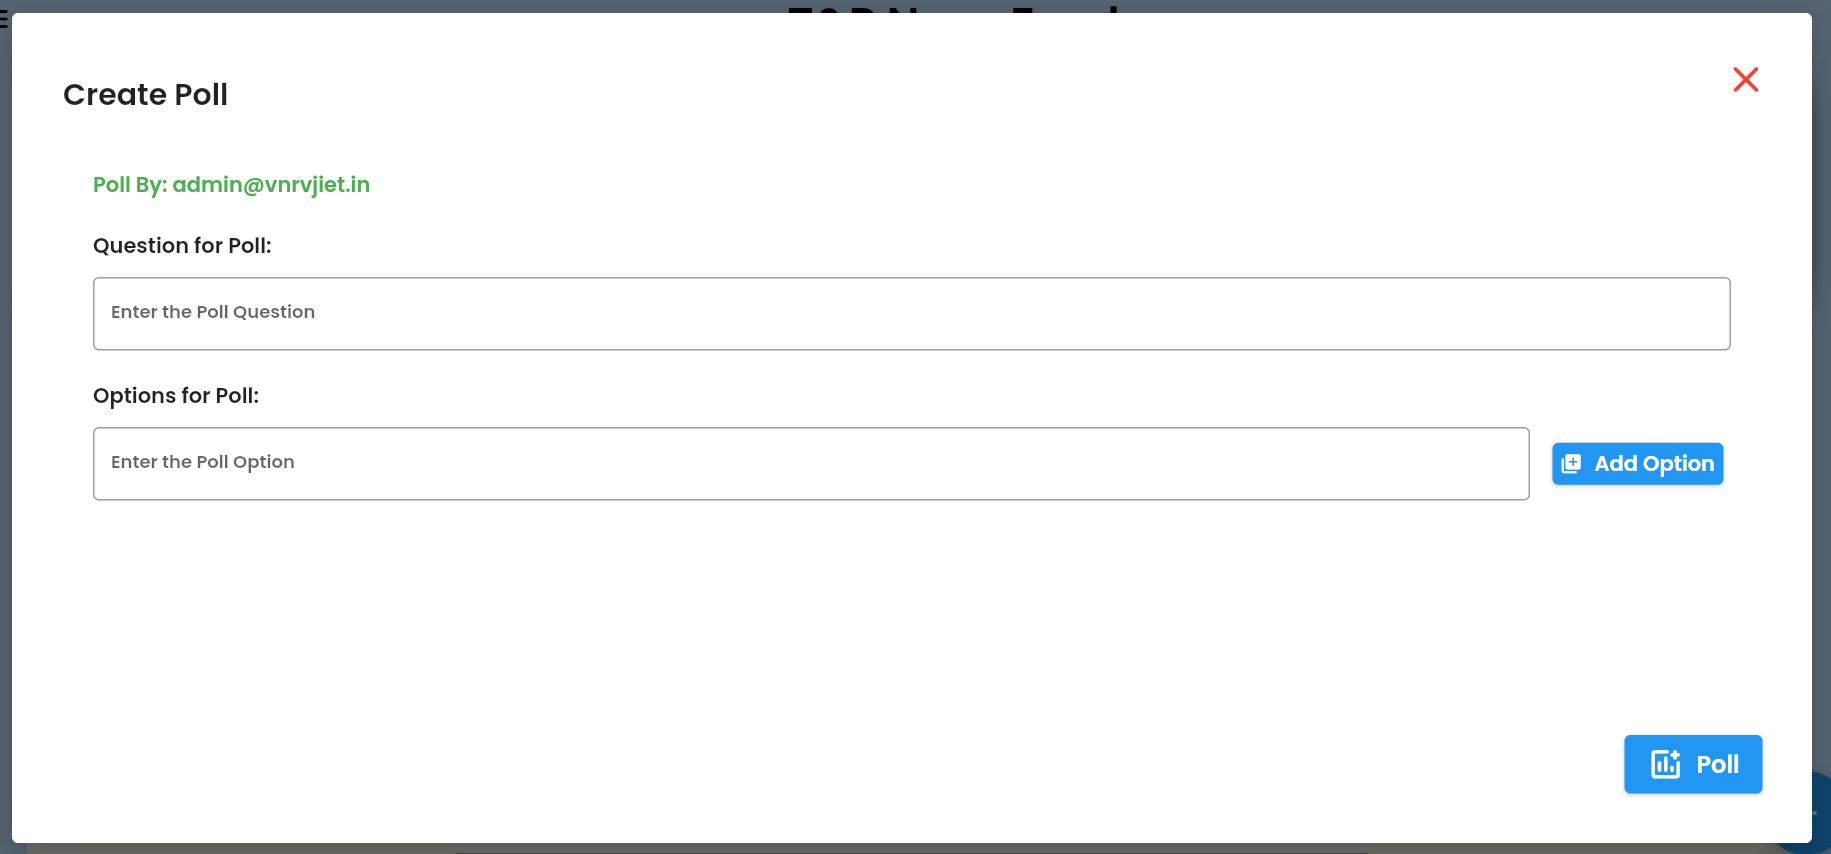 Create Poll
Poll By: admin@vnrvjiet.in
Question for Poll:
Enter the Poll Question
Options for Poll:
Enter the Poll Option
Add Option
Poll